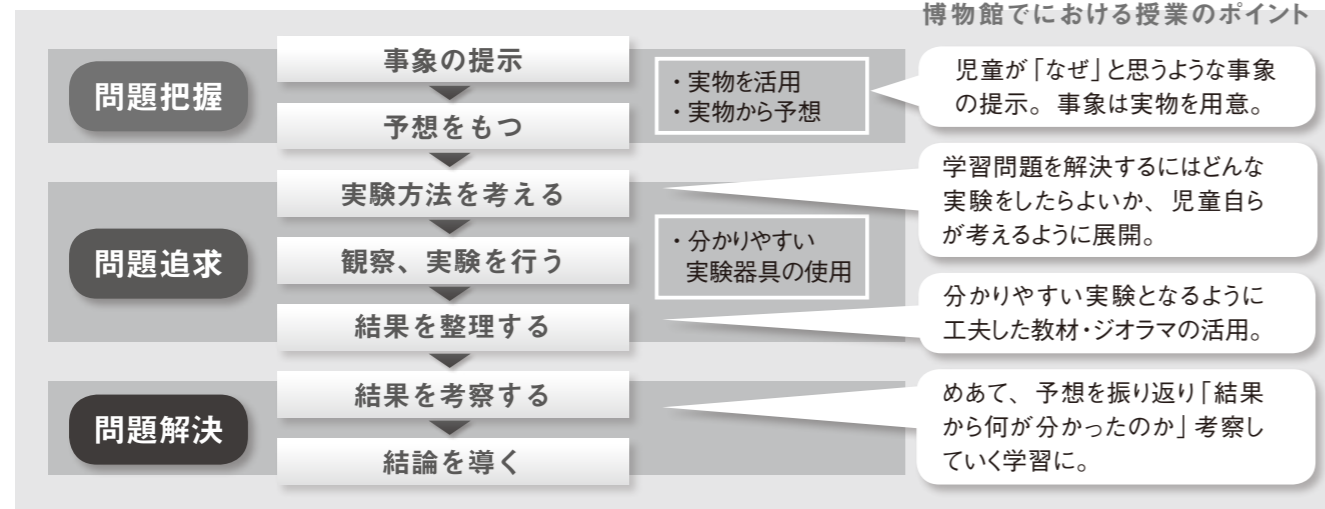 博物館でにおける授業のポイント
問題把握
事象の提示
予想をもつ
・実物を活用
・実物から予想
児童が「なぜ」と思うような事象
の提示。事象は実物を用意。
問題追求
実験方法を考える
観察、実験を行う
結果を整理する
・分かりやすい
実験器具の使用
学習問題を解決するにはどんな
実験をしたらよいか、児童自ら
が考えるように展開。
分かりやすい実験となるように
工夫した教材・ジオラマの活用。
問題解決
結果を考察する
結論を導く
めあて、予想を振り返り「結果
から何が分かったのか」考察し
ていく学習に。